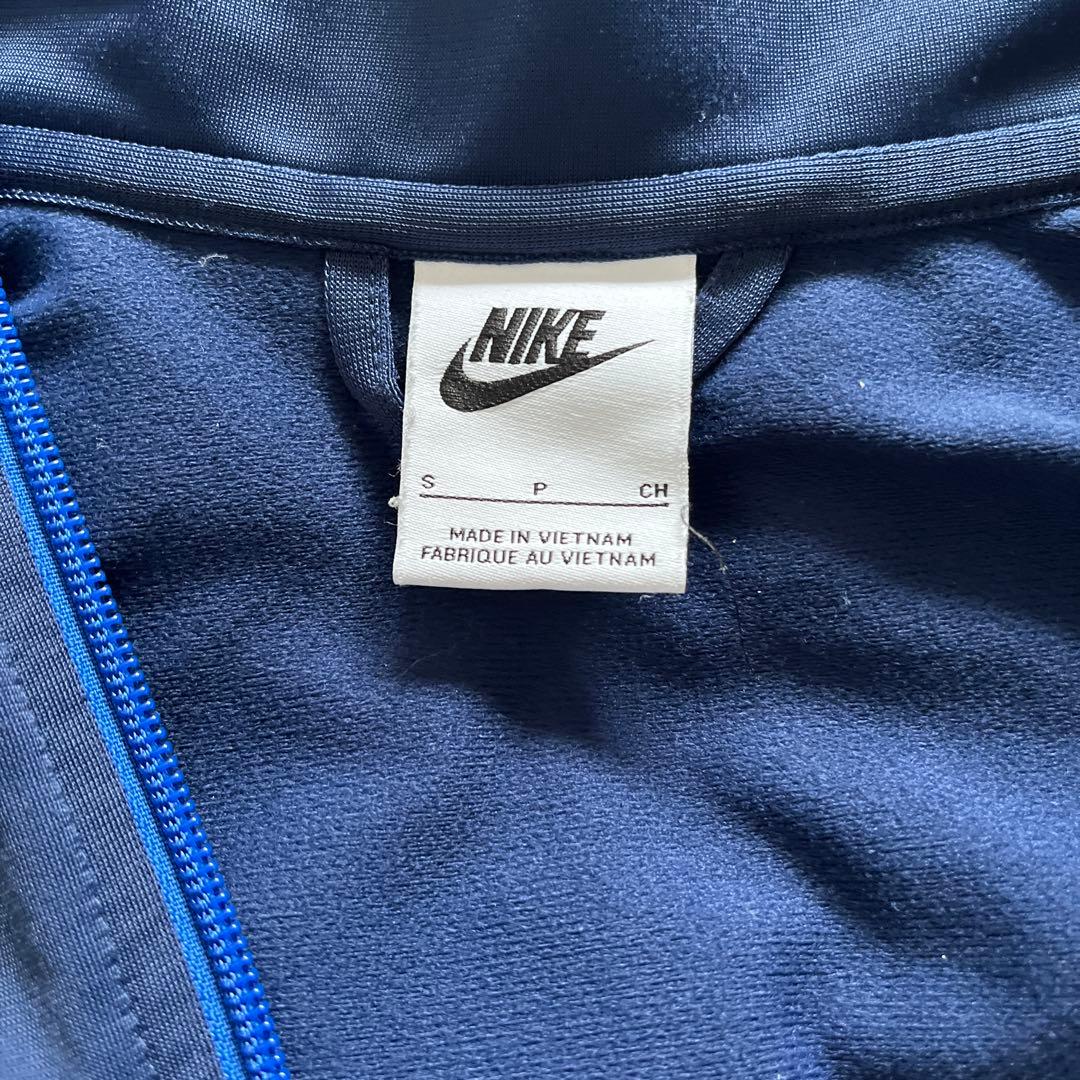 NIKE
S P CH
MADE IN VIETNAM
FABRIQUE AU VIETNAM